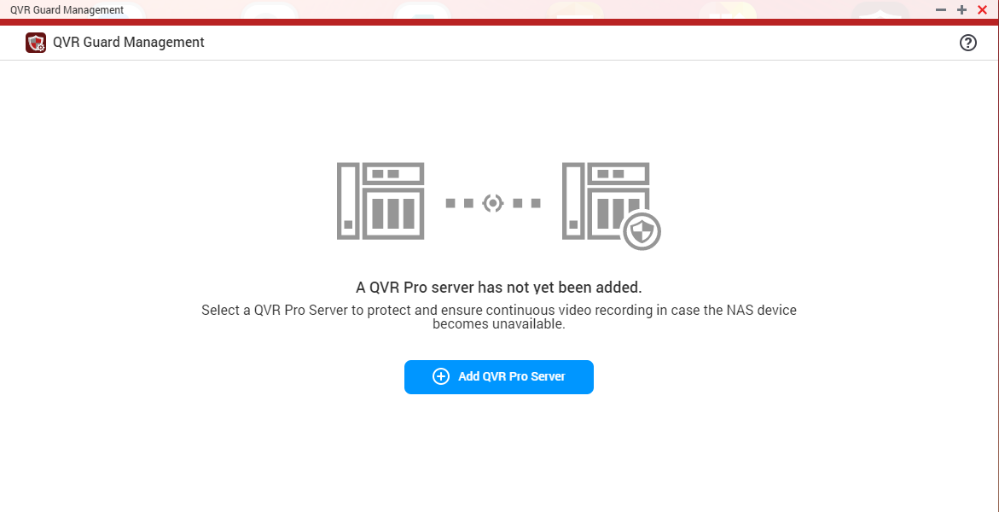 QVR Guard Management
QVR Guard Management
A QVR Pro server has not yet been added.
Select a QVR Pro Server to protect and ensure continuous video recording in case the NAS device
becomes unavailable.
Add QVR Pro Server